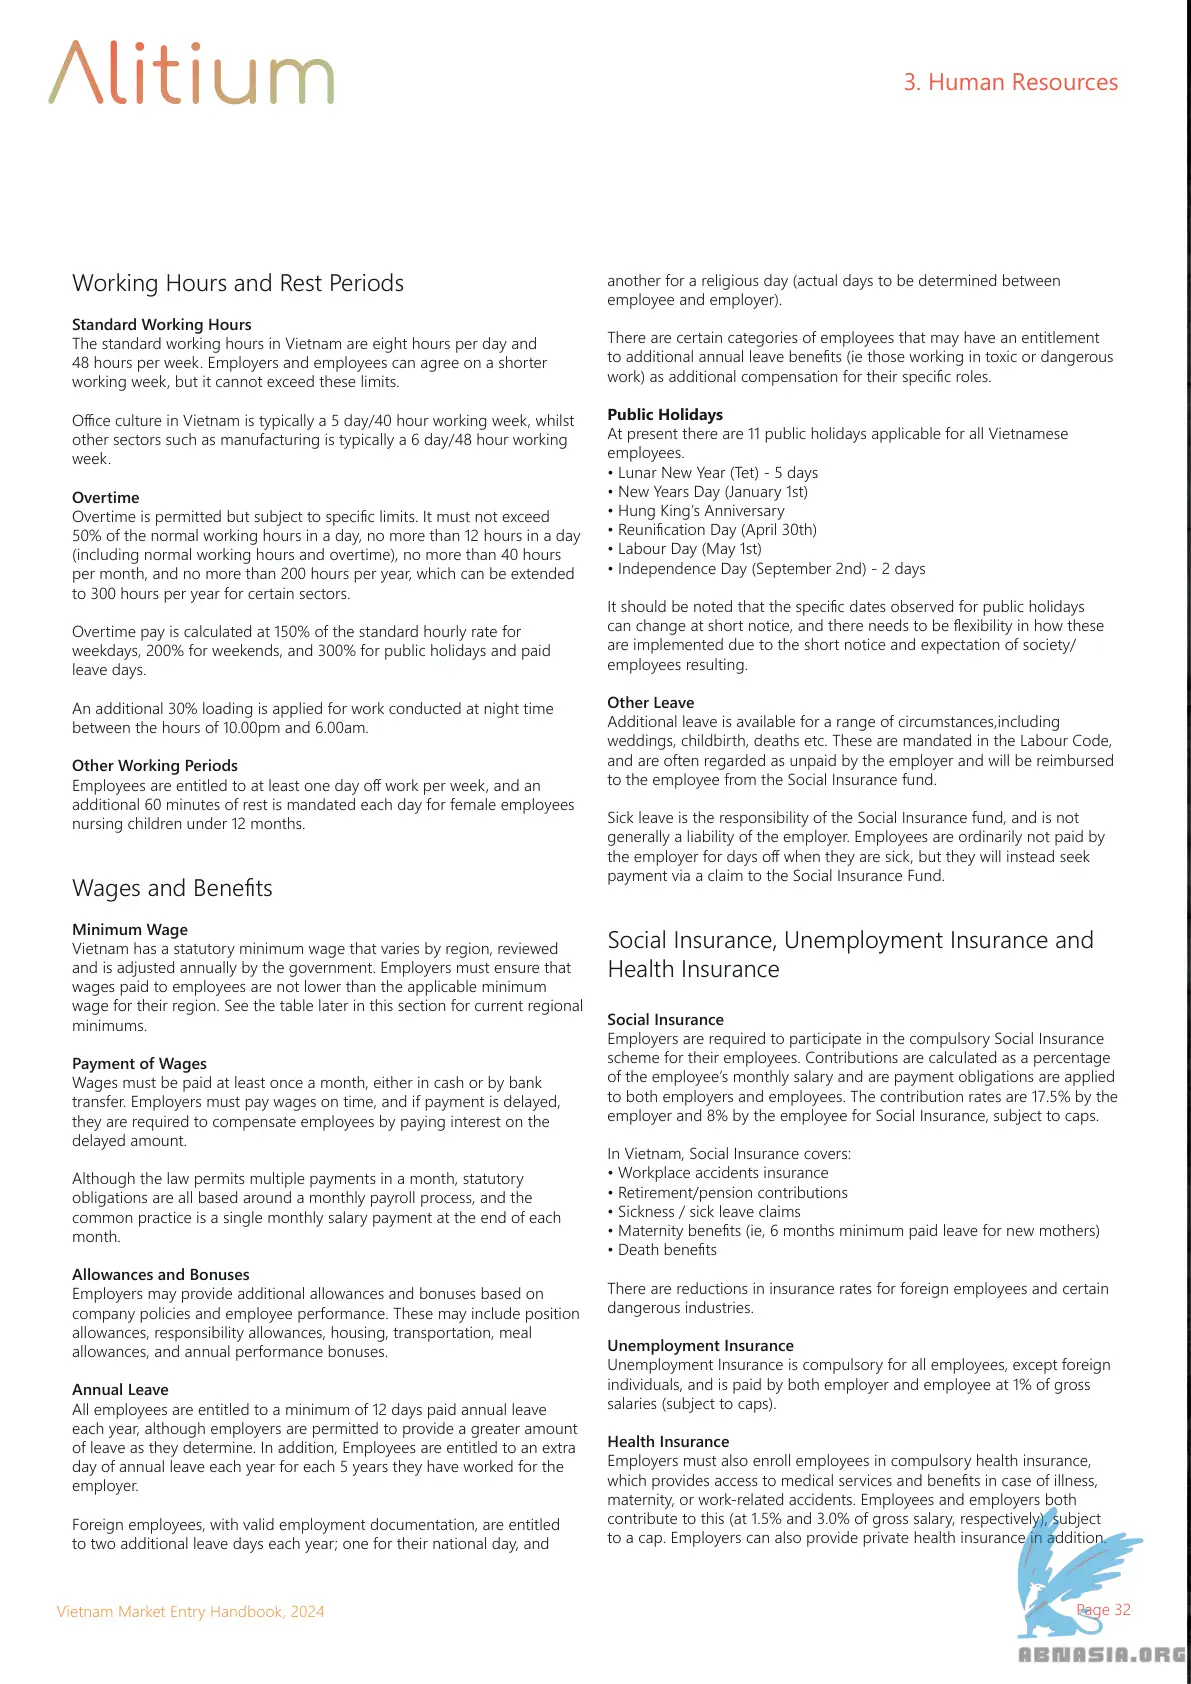 Alitium
3. Human Resources
Working Hours and Rest Periods
Standard Working Hours
The standard working hours in Vietnam are eight hours per day and
48 hours per week. Employers and employees can agree on a shorter
working week, but it cannot exceed these limits.
Office culture in Vietnam is typically a 5 day/40 hour working week, whilst
other sectors such as manufacturing is typically a 6 day/48 hour working
week.
Overtime
Overtime is permitted but subject to specific limits. It must not exceed
50% of the normal working hours in a day, no more than 12 hours in a day
(including normal working hours and overtime), no more than 40 hours
per month, and no more than 200 hours per year, which can be extended
to 300 hours per year for certain sectors.
Overtime pay is calculated at 150% of the standard hourly rate for
weekdays, 200% for weekends, and 300% for public holidays and paid
leave days.
An additional 30% loading is applied for work conducted at night time
between the hours of 10.00pm and 6.00am.
Other Working Periods
Employees are entitled to at least one day off work per week, and an
additional 60 minutes of rest is mandated each day for female employees
nursing children under 12 months.
Wages and Benefits
Minimum Wage
Vietnam has a statutory minimum wage that varies by region, reviewed
and is adjusted annually by the government. Employers must ensure that
wages paid to employees are not lower than the applicable minimum
wage for their region. See the table later in this section for current regional
minimums.
Payment of Wages
Wages must be paid at least once a month, either in cash or by bank
transfer. Employers must pay wages on time, and if payment is delayed,
they are required to compensate employees by paying interest on the
delayed amount.
Although the law permits multiple payments in a month, statutory
obligations are all based around a monthly payroll process, and the
common practice is a single monthly salary payment at the end of each
month.
Allowances and Bonuses
Employers may provide additional allowances and bonuses based on
company policies and employee performance. These may include position
allowances, responsibility allowances, housing, transportation, meal
allowances, and annual performance bonuses.
Annual Leave
All employees are entitled to a minimum of 12 days paid annual leave
each year, although employers are permitted to provide a greater amount
of leave as they determine. In addition, Employees are entitled to an extra
day of annual leave each year for each 5 years they have worked for the
employer.
Foreign employees, with valid employment documentation, are entitled
to two additional leave days each year; one for their national day, and
another for a religious day (actual days to be determined between
employee and employer).
There are certain categories of employees that may have an entitlement
to additional annual leave benefits (ie those working in toxic or dangerous
work) as additional compensation for their specific roles.
Public Holidays
At present there are 11 public holidays applicable for all Vietnamese
employees.
• Lunar New Year (Tet) - 5 days
• New Years Day (January 1st)
• Hung King's Anniversary
• Reunification Day (April 30th)
• Labour Day (May 1st)
• Independence Day (September 2nd) - 2 days
It should be noted that the specific dates observed for public holidays
can change at short notice, and there needs to be flexibility in how these
are implemented due to the short notice and expectation of society/
employees resulting.
Other Leave
Additional leave is available for a range of circumstances,including
weddings, childbirth, deaths etc. These are mandated in the Labour Code,
and are often regarded as unpaid by the employer and will be reimbursed
to the employee from the Social Insurance fund.
Sick leave is the responsibility of the Social Insurance fund, and is not
generally a liability of the employer. Employees are ordinarily not paid by
the employer for days off when they are sick, but they will instead seek
payment via a claim to the Social Insurance Fund.
Social Insurance, Unemployment Insurance and
Health Insurance
Social Insurance
Employers are required to participate in the compulsory Social Insurance
scheme for their employees. Contributions are calculated as a percentage
of the employee's monthly salary and are payment obligations are applied
to both employers and employees. The contribution rates are 17.5% by the
employer and 8% by the employee for Social Insurance, subject to caps.
In Vietnam, Social Insurance covers:
• Workplace accidents insurance
• Retirement/pension contributions
• Sickness / sick leave claims
• Maternity benefits (ie, 6 months minimum paid leave for new mothers)
• Death benefits
There are reductions in insurance rates for foreign employees and certain
dangerous industries.
Unemployment Insurance
Unemployment Insurance is compulsory for all employees, except foreign
individuals, and is paid by both employer and employee at 1% of gross
salaries (subject to caps).
Health Insurance
Employers must also enroll employees in compulsory health insurance,
which provides access to medical services and benefits in case of illness,
maternity, or work-related accidents. Employees and employers both
contribute to this (at 1.5% and 3.0% of gross salary, respectively), subject
to a cap. Employers can also provide private health insurance in addition.
Vietnam Market Entry Handbook, 2024
Page 32
ABNASIA.ORG